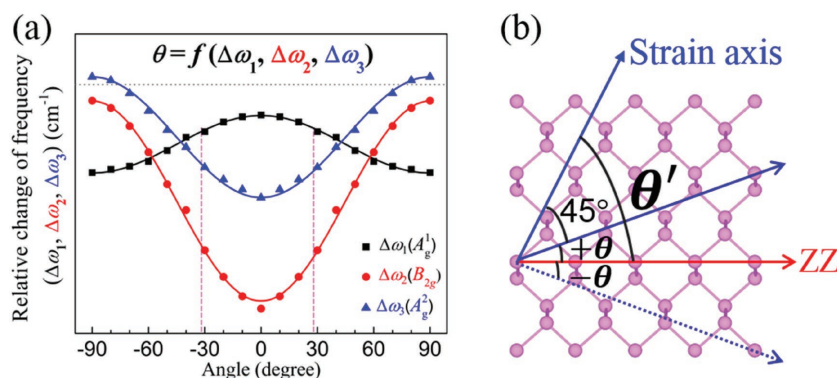 (a)
θ = f (Δω₁, Δω₂, Δω₃)
Relative change of frequency
(Δω₁, Δω₂, Δω₃) (cm⁻¹)
Δω₁(A¹g)
Δω₂(B₂g)
Δω₃(A²g)
-90 -60 -30 0 30 60 90
Angle (degree)
(b)
Strain axis
45°
θ′
+θ
−θ
ZZ